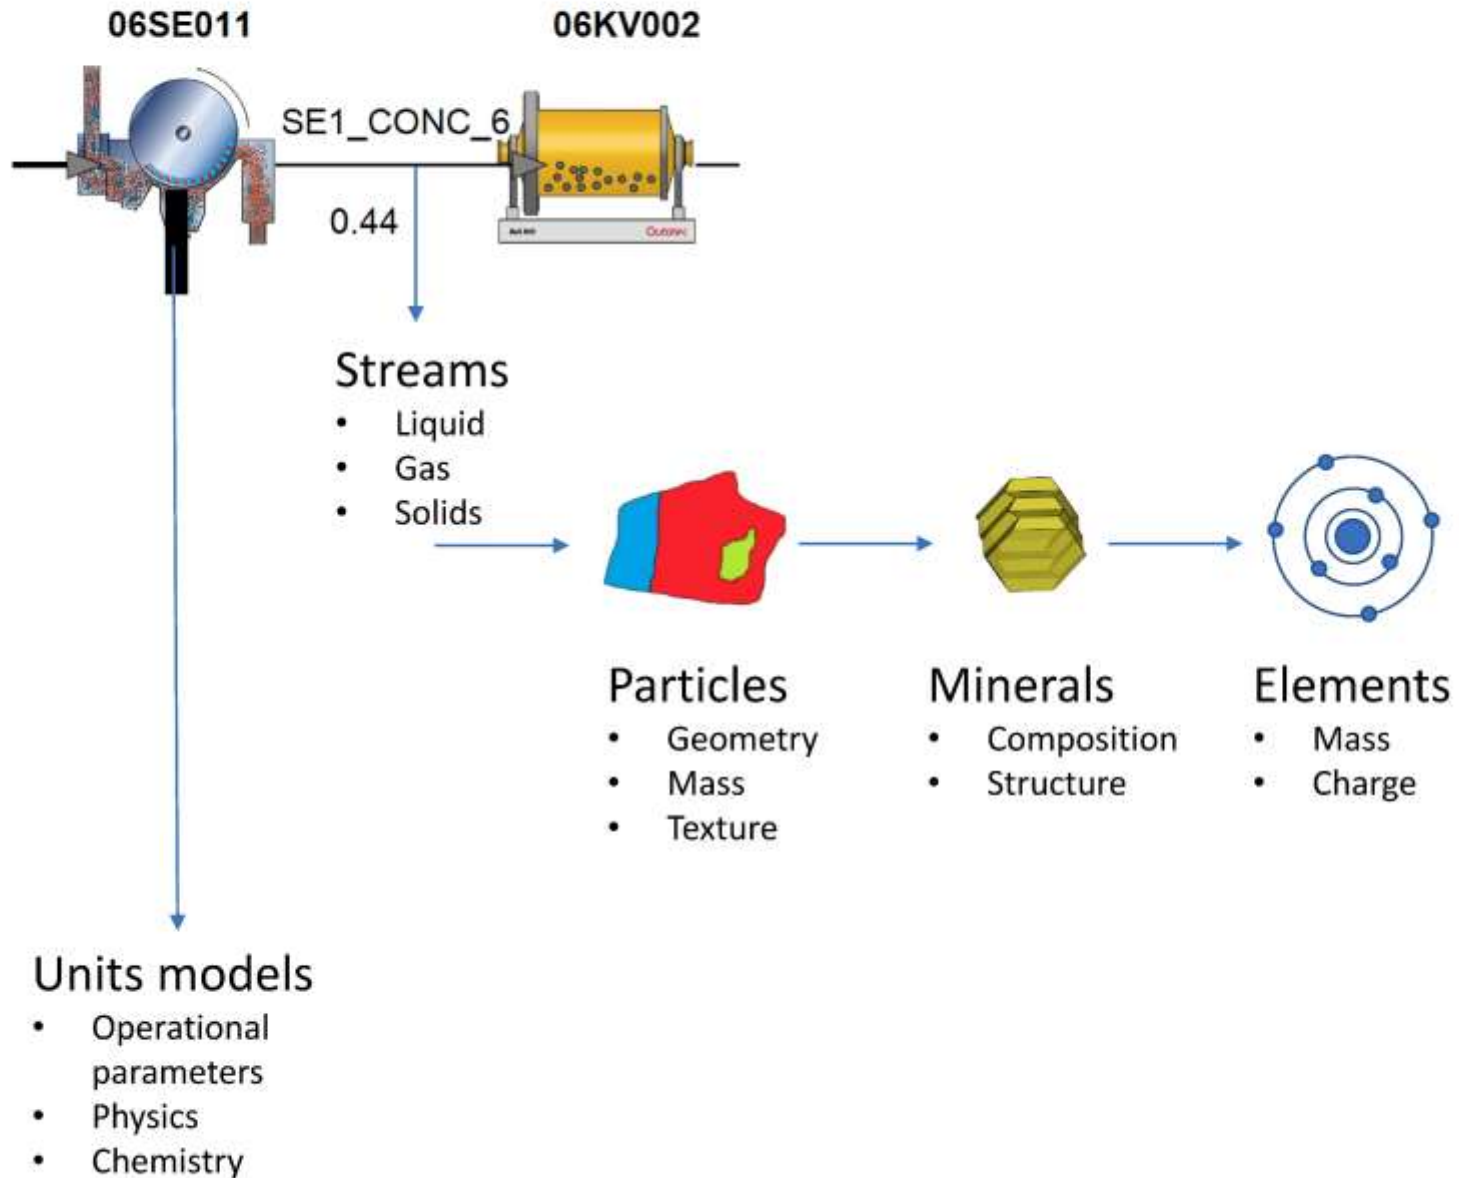 06SE011
06KV002
SE1_CONC_6
0.44
Outotec
Streams
• Liquid
• Gas
• Solids
Particles
• Geometry
• Mass
• Texture
Minerals
• Composition
• Structure
Elements
• Mass
• Charge
Units models
• Operational
parameters
• Physics
• Chemistry